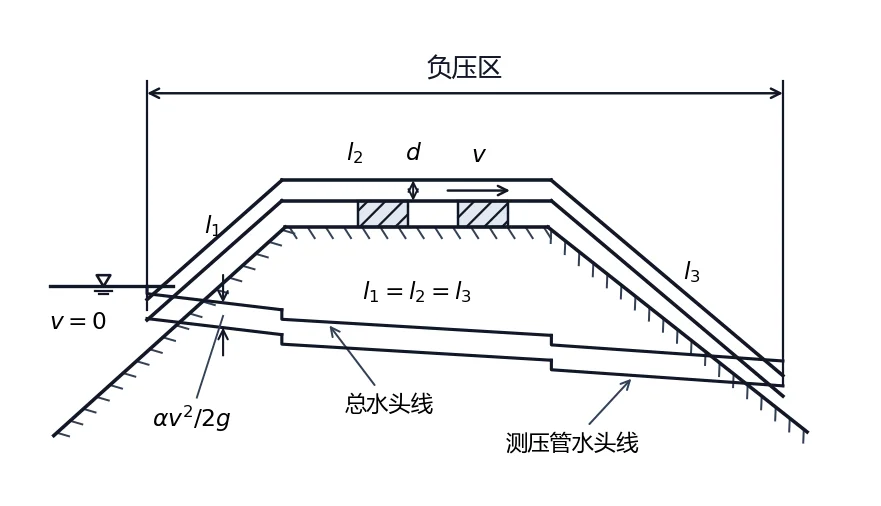 负压区
l₂ d v
l₁
l₃
l₁ = l₂ = l₃
v = 0
总水头线
αv²/2g
测压管水头线